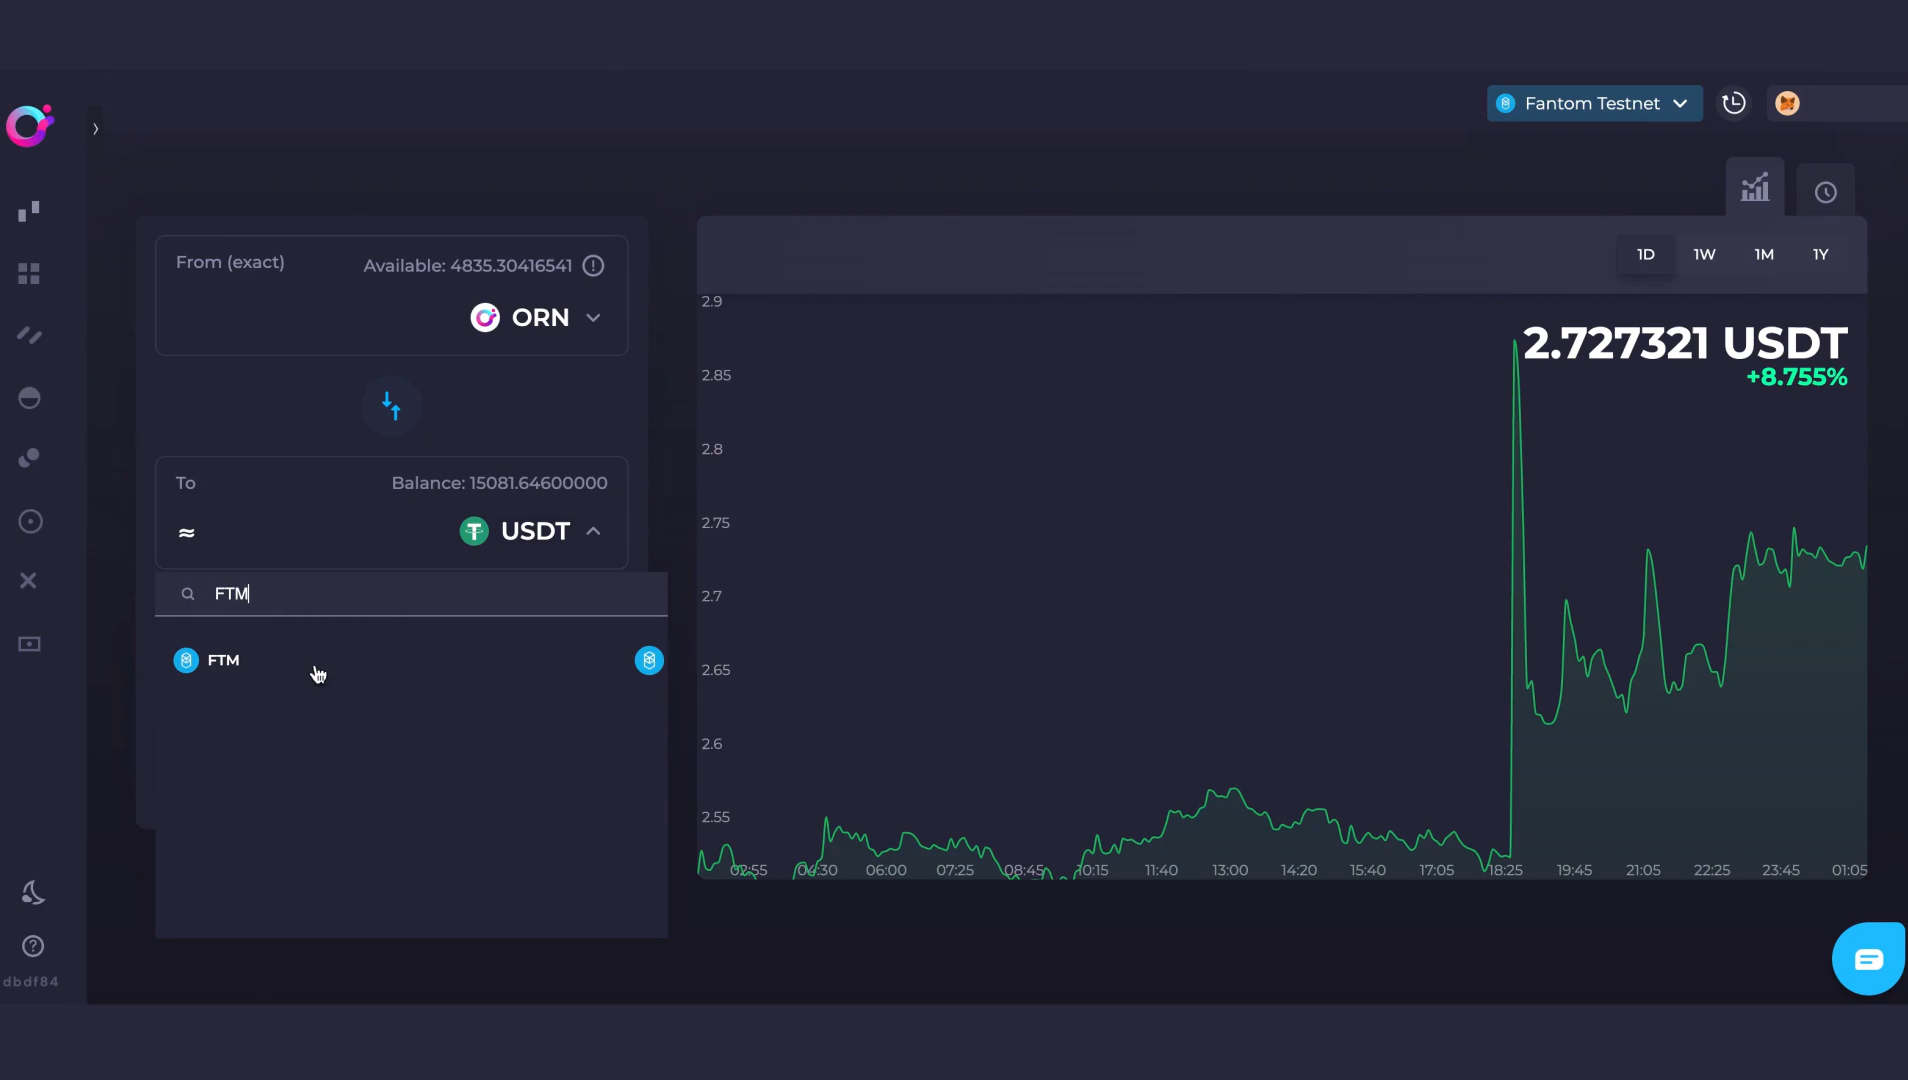 Fantom Testnet
From (exact)
Available: 4835.30416541
ORN
To
Balance: 15081.64600000
≈
USDT
FTM
FTM
dbdf84
1D 1W 1M 1Y
2.727321 USDT
+8.755%
2.9
2.85
2.8
2.75
2.7
2.65
2.6
2.55
02:55 04:30 06:00 07:25 08:45 10:15 11:40 13:00 14:20 15:40 17:05 18:25 19:45 21:05 22:25 23:45 01:05